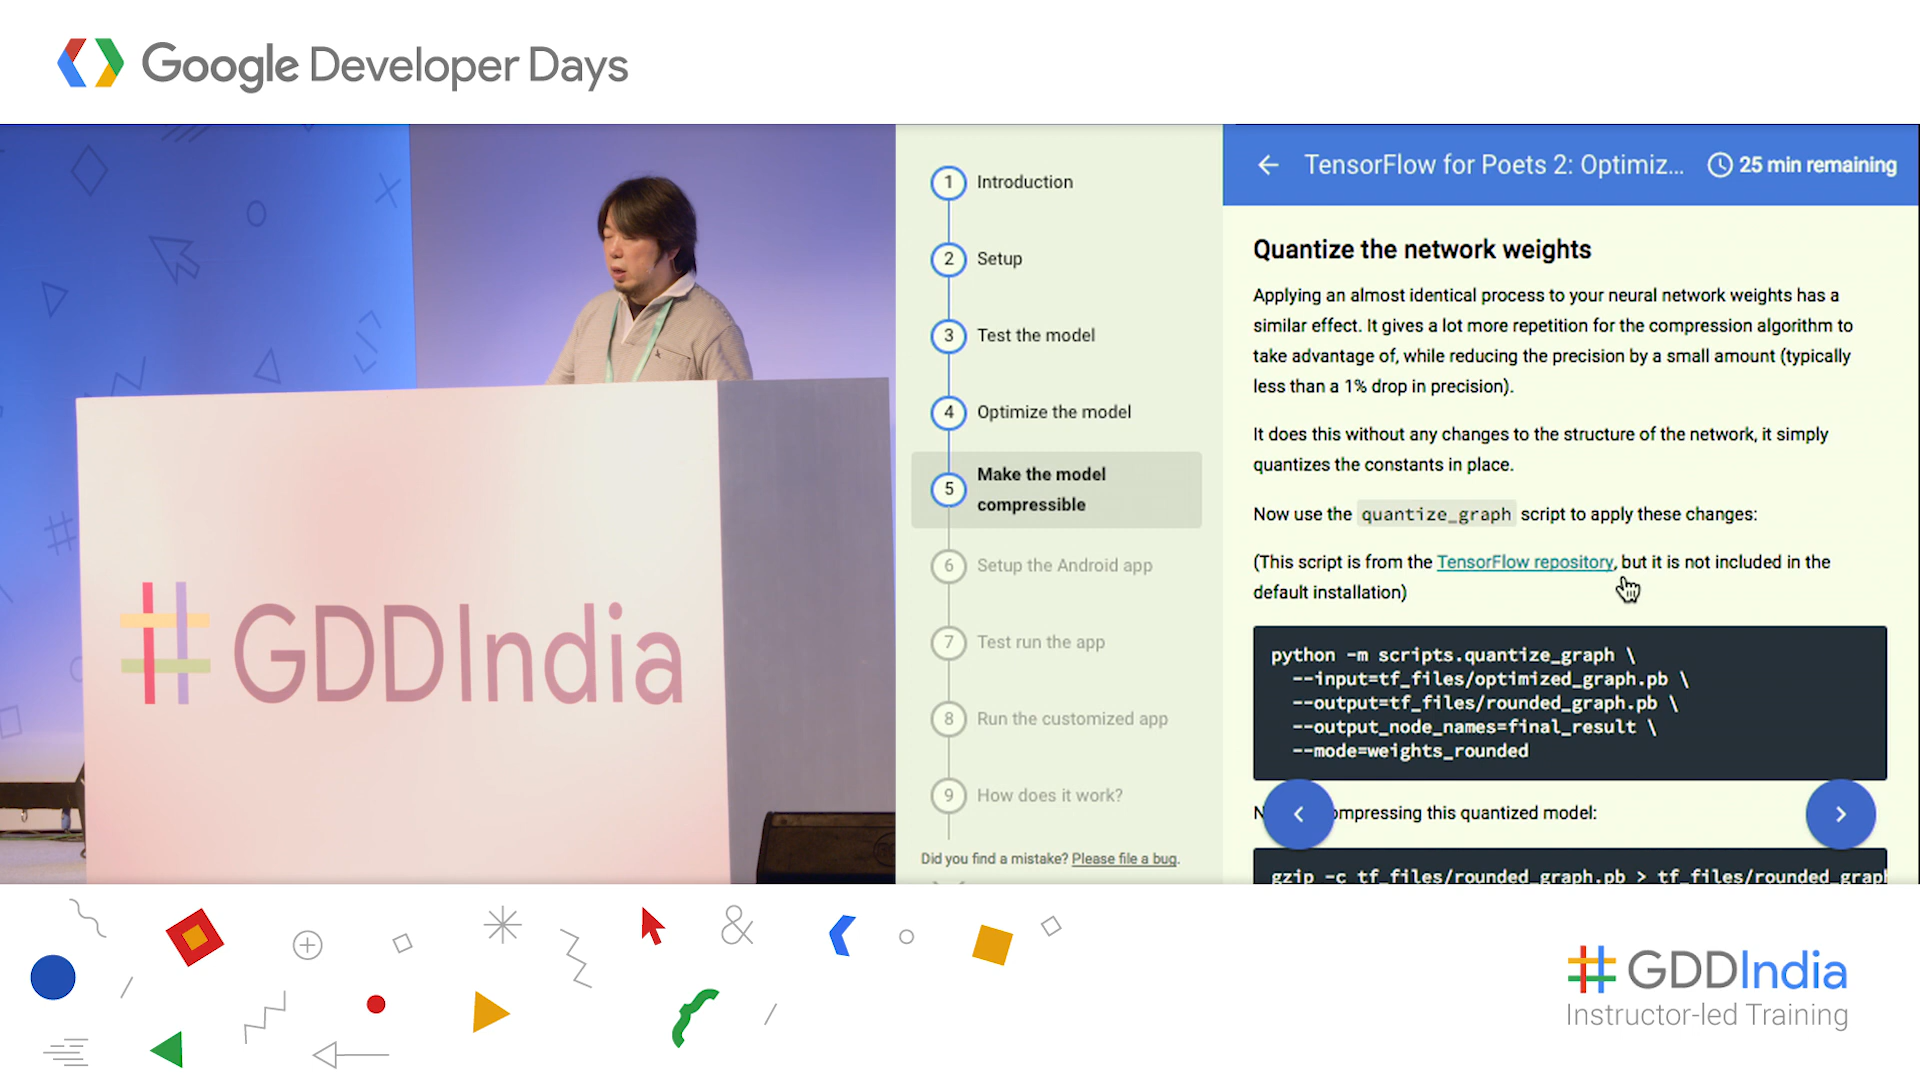 Google Developer Days
#GDDIndia
1 Introduction
2 Setup
3 Test the model
4 Optimize the model
5 Make the model
compressible
6 Setup the Android app
7 Test run the app
8 Run the customized app
9 How does it work?
Did you find a mistake? Please file a bug.
TensorFlow for Poets 2: Optimiz... 25 min remaining
Quantize the network weights
Applying an almost identical process to your neural network weights has a
similar effect. It gives a lot more repetition for the compression algorithm to
take advantage of, while reducing the precision by a small amount (typically
less than a 1% drop in precision).
It does this without any changes to the structure of the network, it simply
quantizes the constants in place.
Now use the quantize_graph script to apply these changes:
(This script is from the TensorFlow repository, but it is not included in the
default installation)
python -m scripts.quantize_graph \
--input=tf_files/optimized_graph.pb \
--output=tf_files/rounded_graph.pb \
--output_node_names=final_result \
--mode=weights_rounded
compressing this quantized model:
gzip -c tf_files/rounded_graph.pb > tf_files/rounded_graph
#GDDIndia
Instructor-led Training